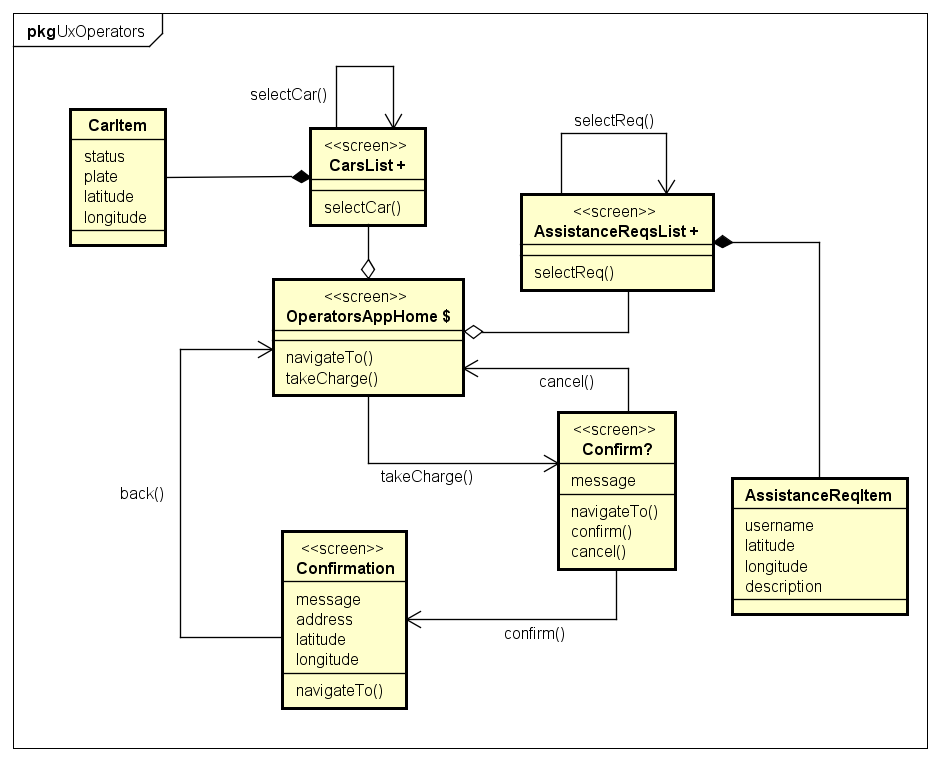 pkg UxOperators
selectCar()
CarItem
status
plate
latitude
longitude
<<screen>>
CarsList +
selectCar()
selectReq()
<<screen>>
AssistanceReqsList +
selectReq()
<<screen>>
OperatorsAppHome $
navigateTo()
takeCharge()
cancel()
<<screen>>
Confirm?
message
navigateTo()
confirm()
cancel()
takeCharge()
back()
AssistanceReqItem
username
latitude
longitude
description
<<screen>>
Confirmation
message
address
latitude
longitude
navigateTo()
confirm()